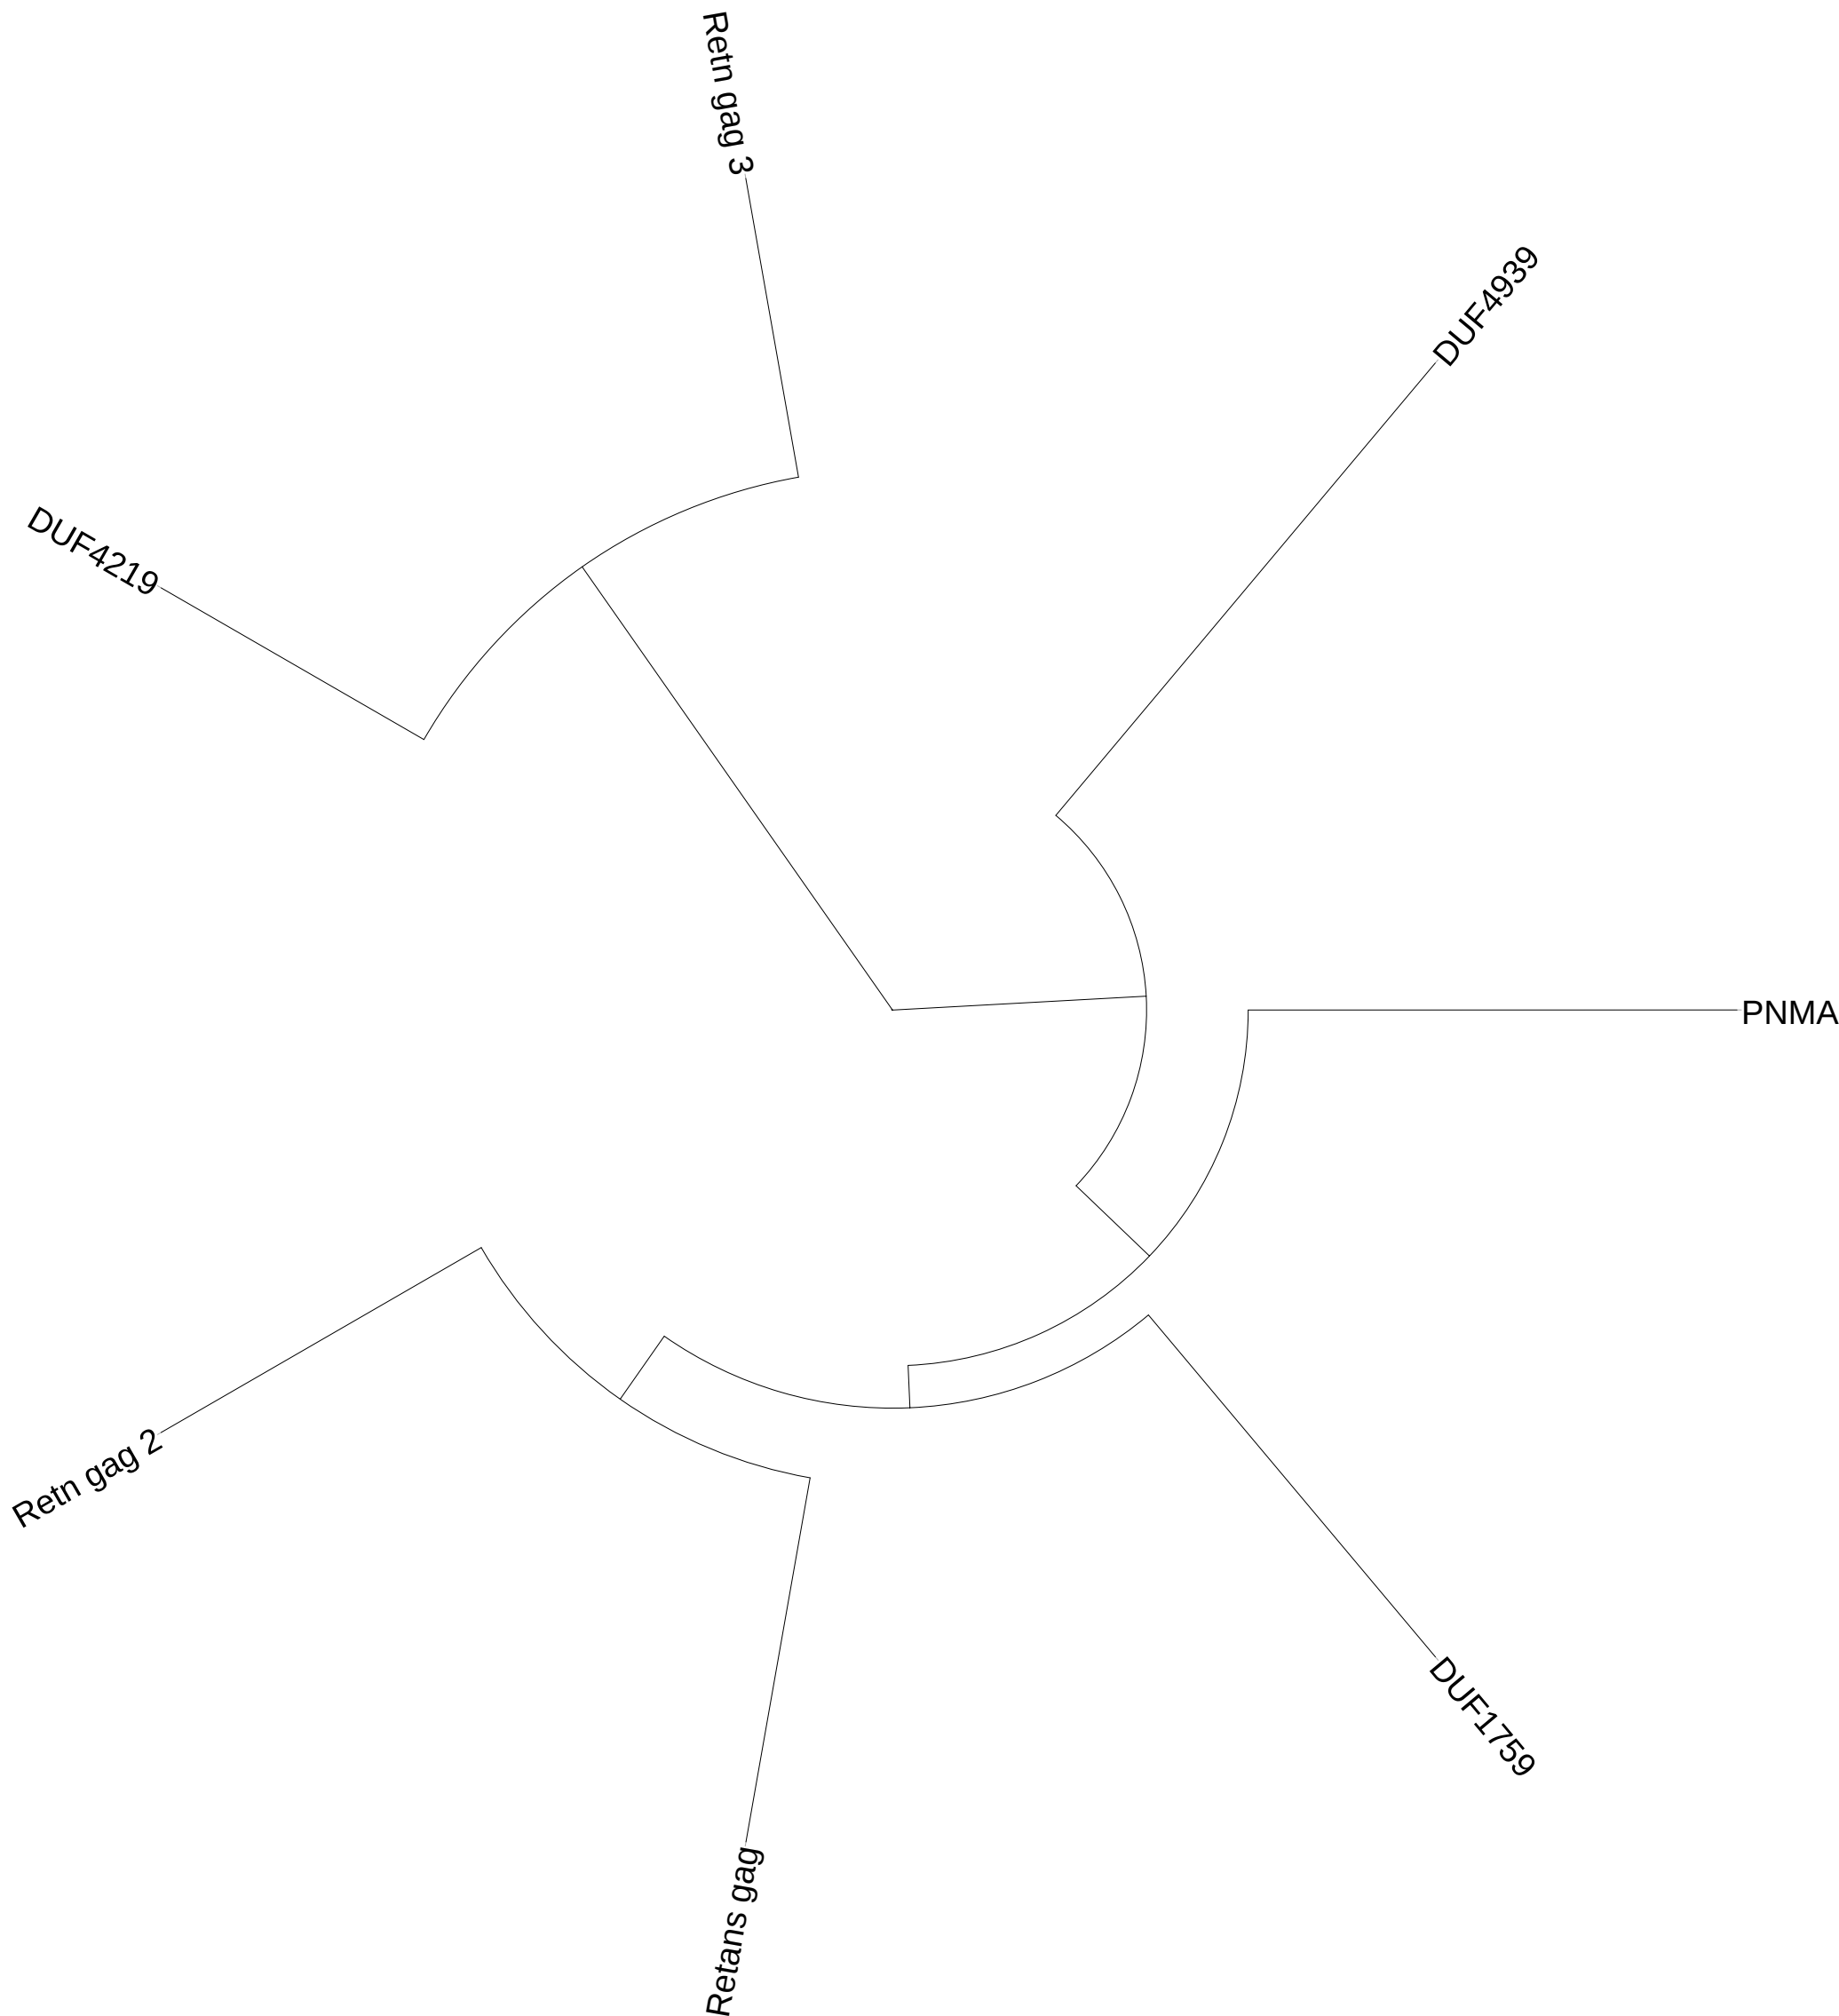 Retn gag 3
DUF4939
DUF4219
PNMA
Retn gag 2
DUF1759
Retans gag